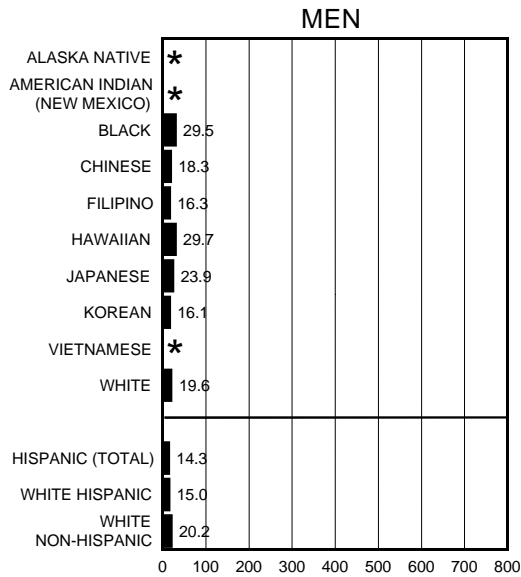 MEN
ALASKA NATIVE *
AMERICAN INDIAN
(NEW MEXICO) *
BLACK 29.5
CHINESE 18.3
FILIPINO 16.3
HAWAIIAN 29.7
JAPANESE 23.9
KOREAN 16.1
VIETNAMESE *
WHITE 19.6
HISPANIC (TOTAL) 14.3
WHITE HISPANIC 15.0
WHITE
NON-HISPANIC 20.2
0 100 200 300 400 500 600 700 800